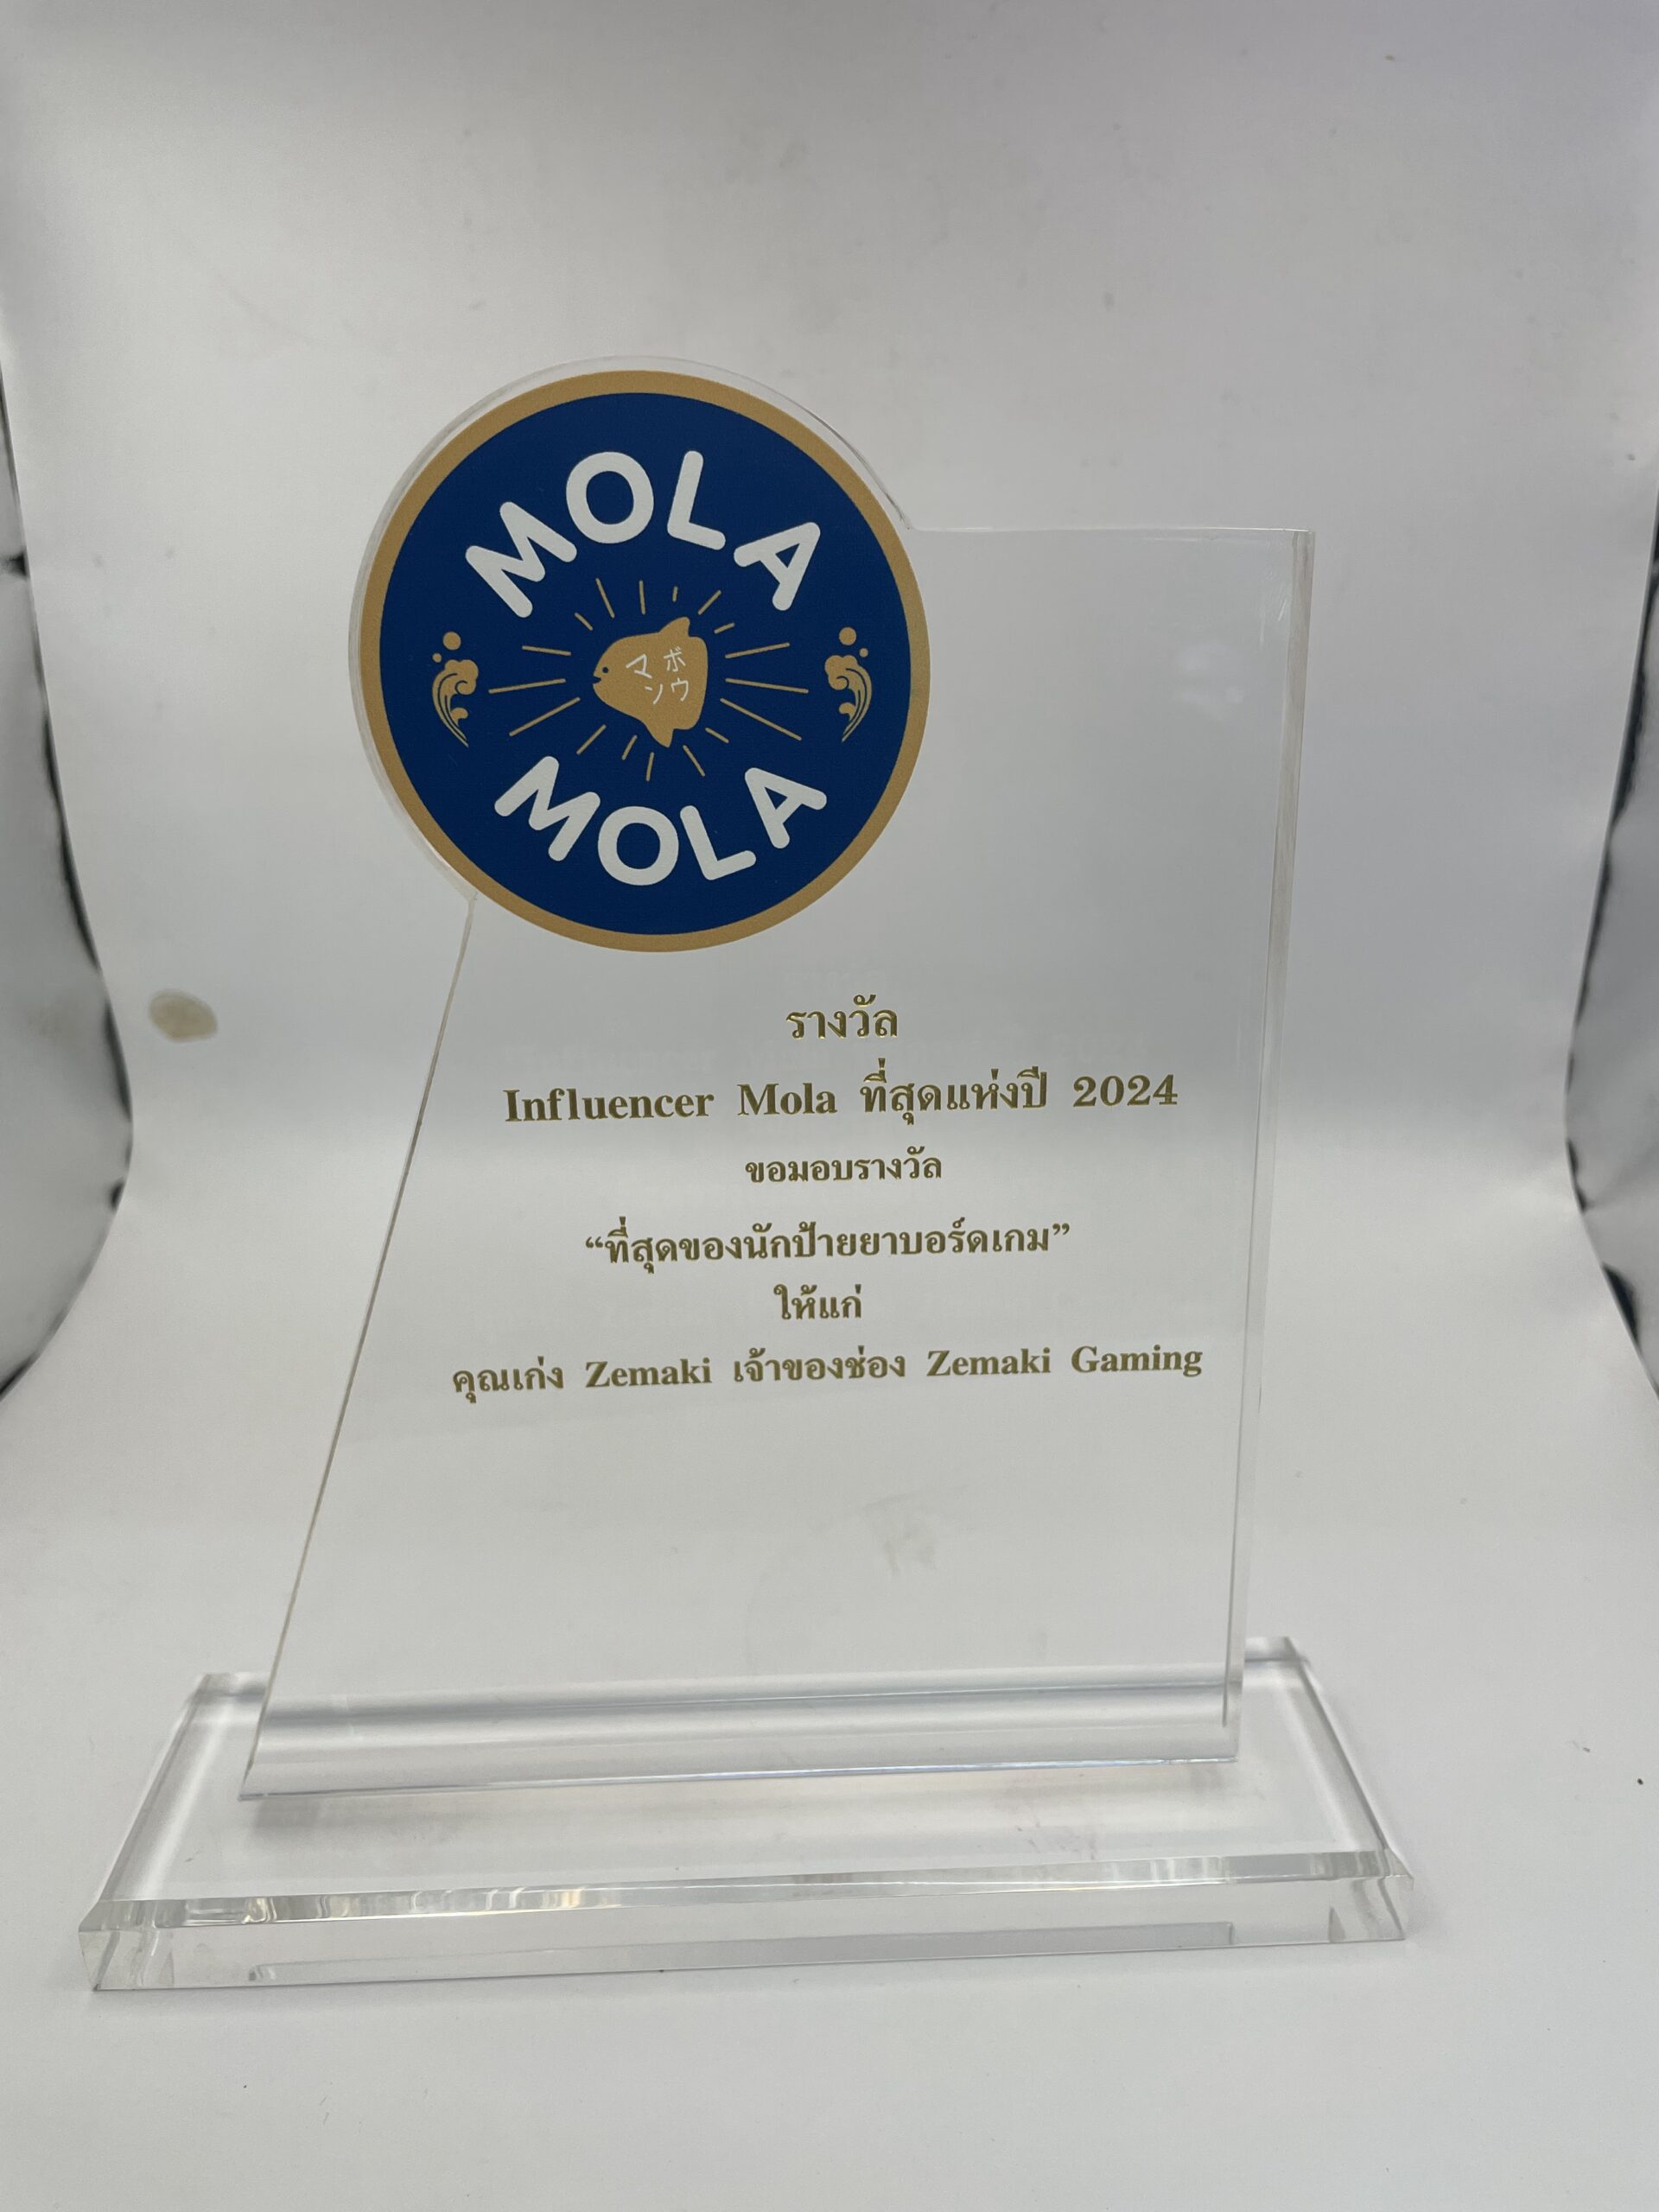 MOLA
マボ
ンウ
MOLA
รางวัล
Influencer Mola ที่สุดแห่งปี 2024
ขอมอบรางวัล
“ที่สุดของนักป้ายยาบอร์ดเกม”
ให้แก่
คุณเก่ง Zemaki เจ้าของช่อง Zemaki Gaming